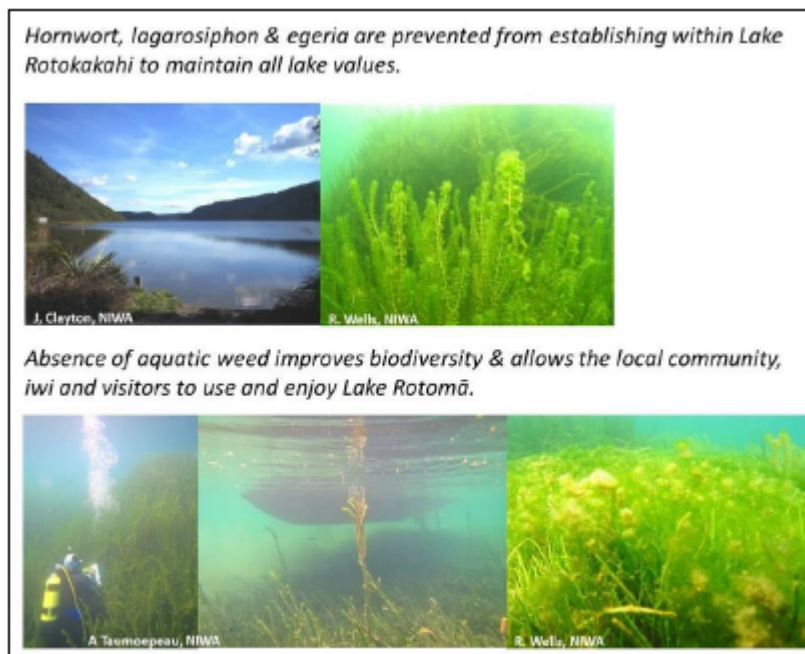 Hornwort, lagarosiphon & egeria are prevented from establishing within Lake
Rotokakahi to maintain all lake values.
J. Clayton, NIWA
R. Wells, NIWA
Absence of aquatic weed improves biodiversity & allows the local community,
iwi and visitors to use and enjoy Lake Rotomā.
A Taumoepeau, NIWA
R. Wells, NIWA